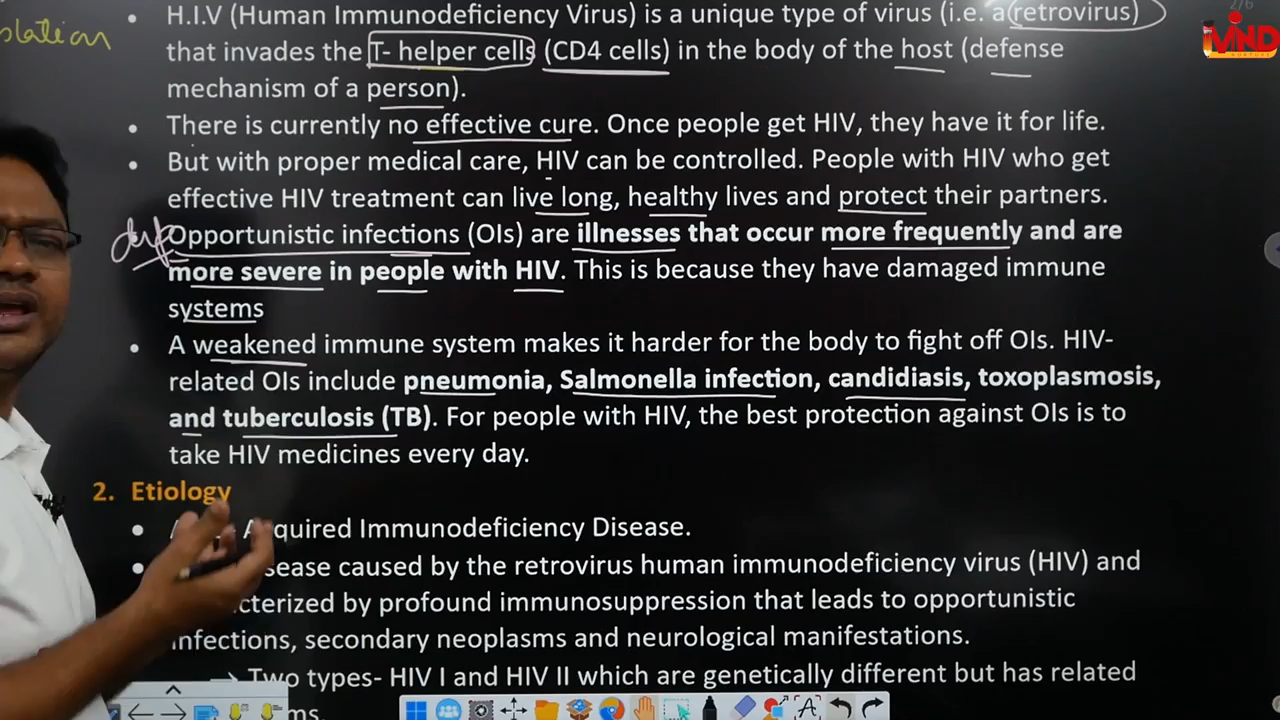 2/6
MIND
slation
• H.I.V (Human Immunodeficiency Virus) is a unique type of virus (i.e. a retrovirus)
that invades the T- helper cells (CD4 cells) in the body of the host (defense
mechanism of a person).
• There is currently no effective cure. Once people get HIV, they have it for life.
• But with proper medical care, HIV can be controlled. People with HIV who get
effective HIV treatment can live long, healthy lives and protect their partners.
def Opportunistic infections (OIs) are illnesses that occur more frequently and are
more severe in people with HIV. This is because they have damaged immune
systems
• A weakened immune system makes it harder for the body to fight off OIs. HIV-
related OIs include pneumonia, Salmonella infection, candidiasis, toxoplasmosis,
and tuberculosis (TB). For people with HIV, the best protection against OIs is to
take HIV medicines every day.
2. Etiology
• Acquired Immunodeficiency Disease.
• sease caused by the retrovirus human immunodeficiency virus (HIV) and
cterized by profound immunosuppression that leads to opportunistic
infections, secondary neoplasms and neurological manifestations.
→ Two types- HIV I and HIV II which are genetically different but has related
ms.